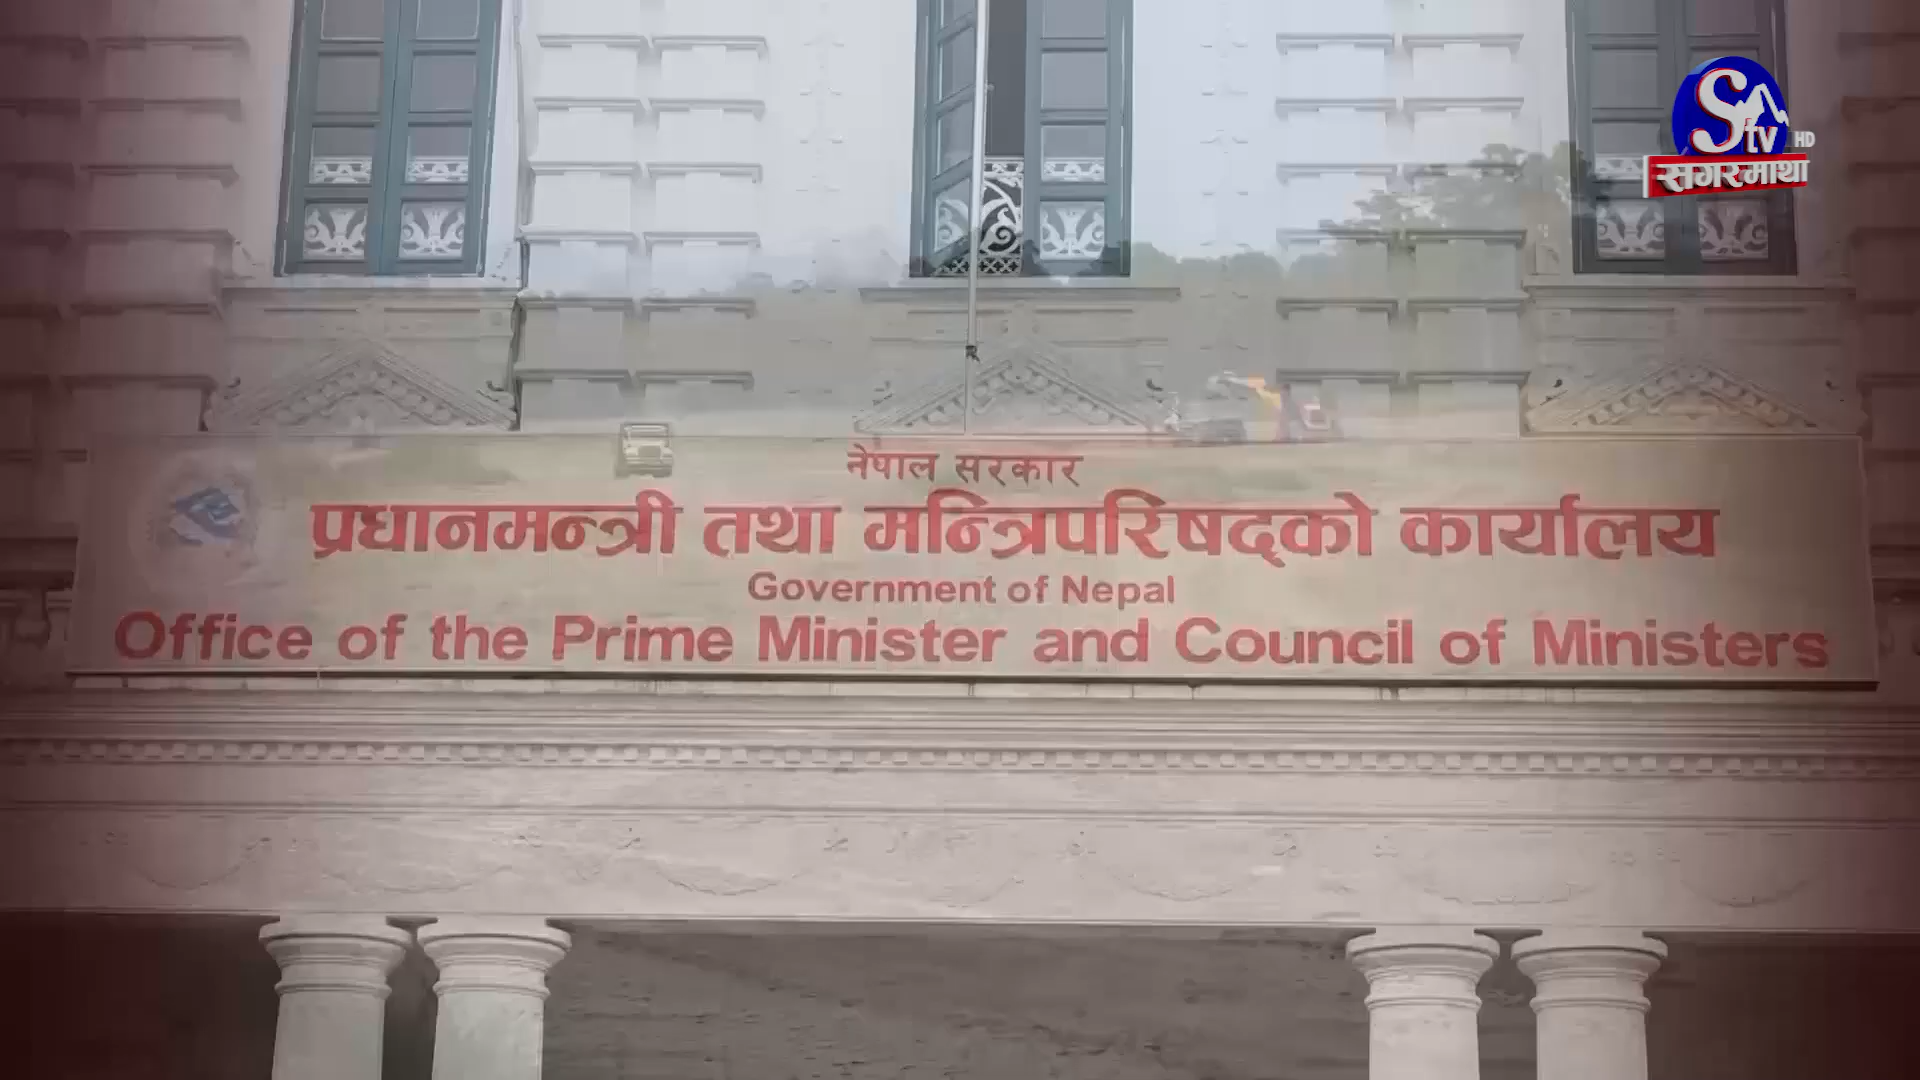 S tv HD
सगरमाथा
नेपाल सरकार
प्रधानमन्त्री तथा मन्त्रिपरिषद्को कार्यालय
Government of Nepal
Office of the Prime Minister and Council of Ministers